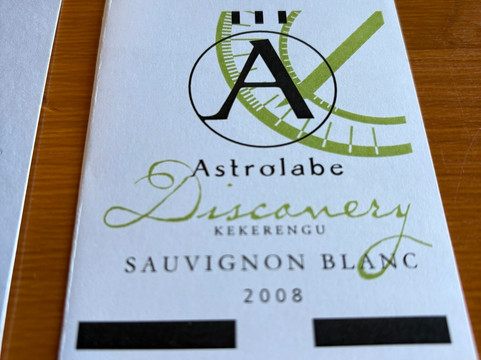 A
Astrolabe
Discovery
KEKERENGU
SAUVIGNON BLANC
2008